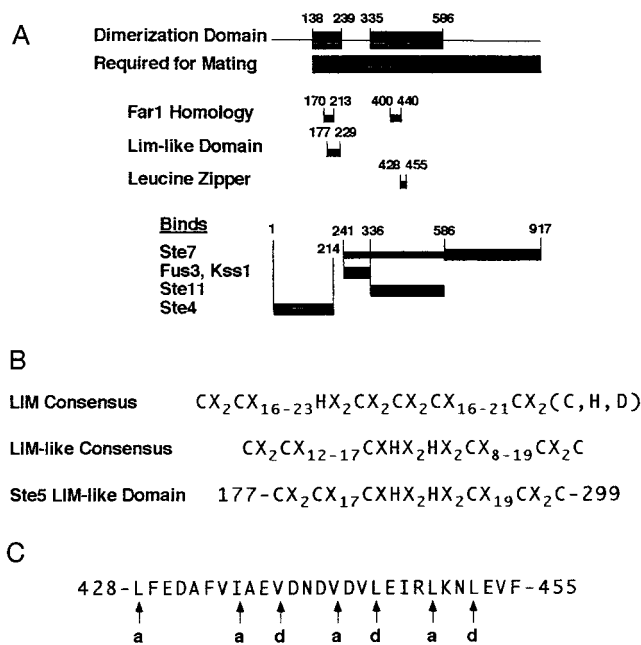 A
138 239 335 586
Dimerization Domain
Required for Mating
170 213 400 440
Far1 Homology
177 229
Lim-like Domain
428 455
Leucine Zipper
Binds
1 241 336 586 917
Ste7 214
Fus3, Kss1
Ste11
Ste4
B
LIM Consensus CX2CX16-23HX2CX2CX2CX16-21CX2(C,H,D)
LIM-like Consensus CX2CX12-17CXHX2HX2CX8-19CX2C
Ste5 LIM-like Domain 177-CX2CX17CXHX2HX2CX19CX2C-299
C
428-LFEDAFVIAEVDNDVDVLEIRLKNLEVF-455
a a d a d a d